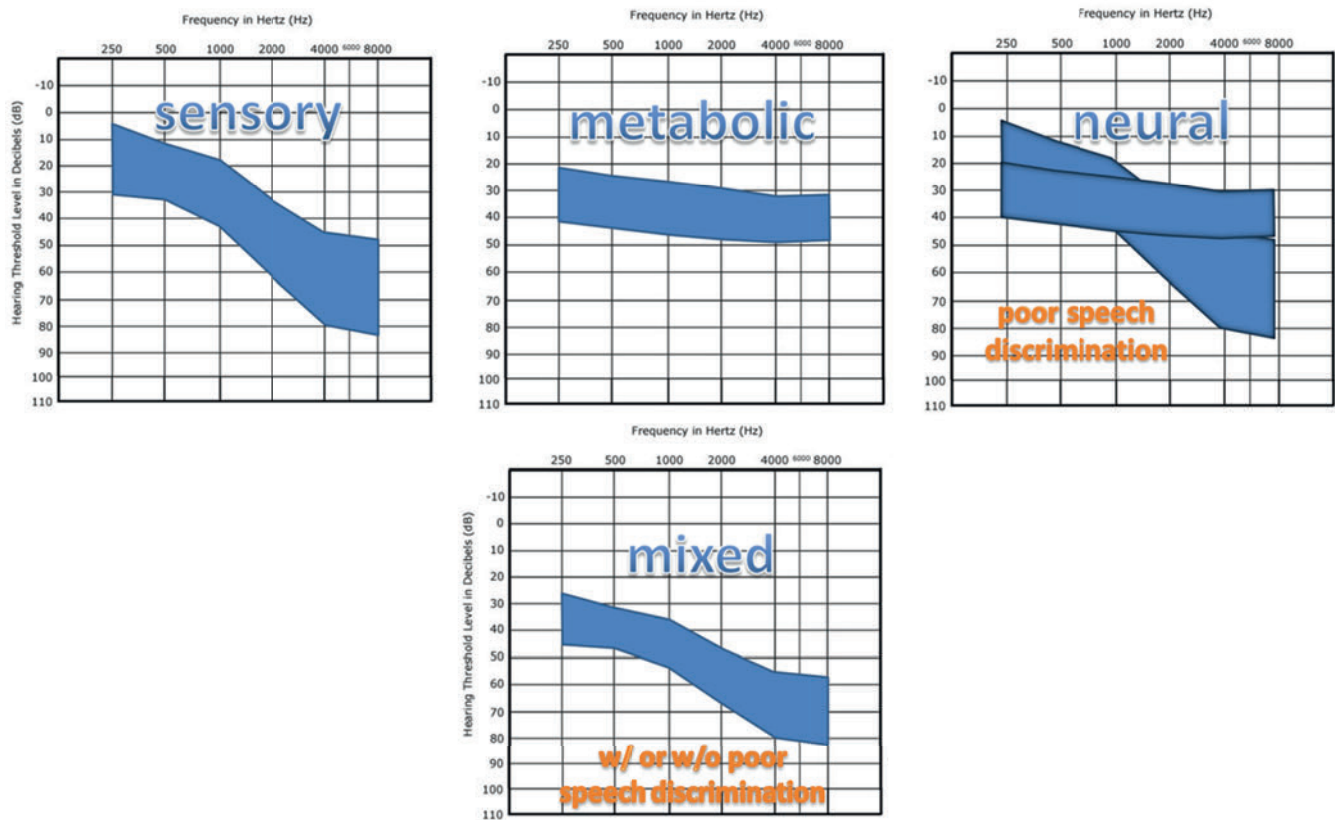 Frequency in Hertz (Hz)
250 500 1000 2000 4000 6000 8000
Hearing Threshold Level in Decibels (dB)
-10
0
10
20
30
40
50
60
70
80
90
100
110
sensory
Frequency in Hertz (Hz)
250 500 1000 2000 4000 6000 8000
-10
0
10
20
30
40
50
60
70
80
90
100
110
metabolic
Frequency in Hertz (Hz)
250 500 1000 2000 4000 6000 8000
-10
0
10
20
30
40
50
60
70
80
90
100
110
neural
poor speech
discrimination
Frequency in Hertz (Hz)
250 500 1000 2000 4000 6000 8000
Hearing Threshold Level in Decibels (dB)
-10
0
10
20
30
40
50
60
70
80
90
100
110
mixed
w/ or w/o poor
speech discrimination